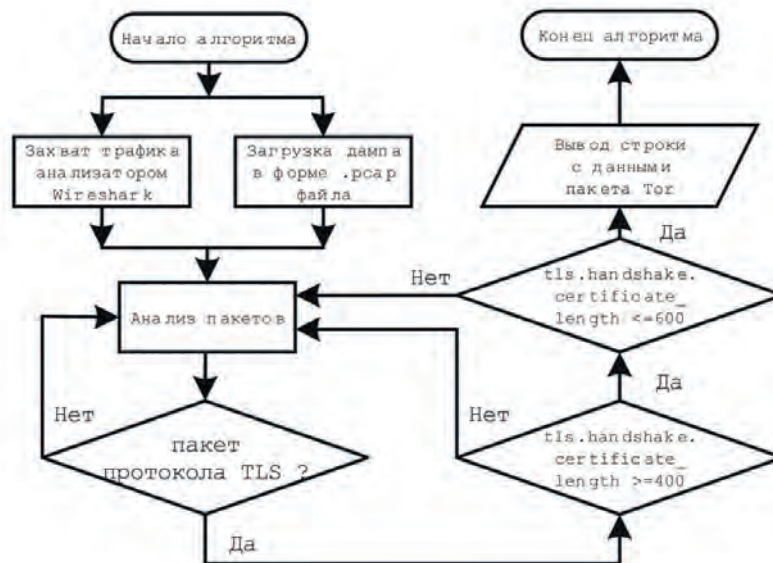 Начало алгоритма
Захват трафика
анализатором
Wireshark
Загрузка дампа
в форме .pcap
файла
Анализ пакетов
Нет
пакет
протокола TLS ?
Да
tls.handshake.
certificate_
length >=400
Нет
Да
tls.handshake.
certificate_
length <=600
Нет
Да
Вывод строки
с данными
пакета Tor
Конец алгоритма